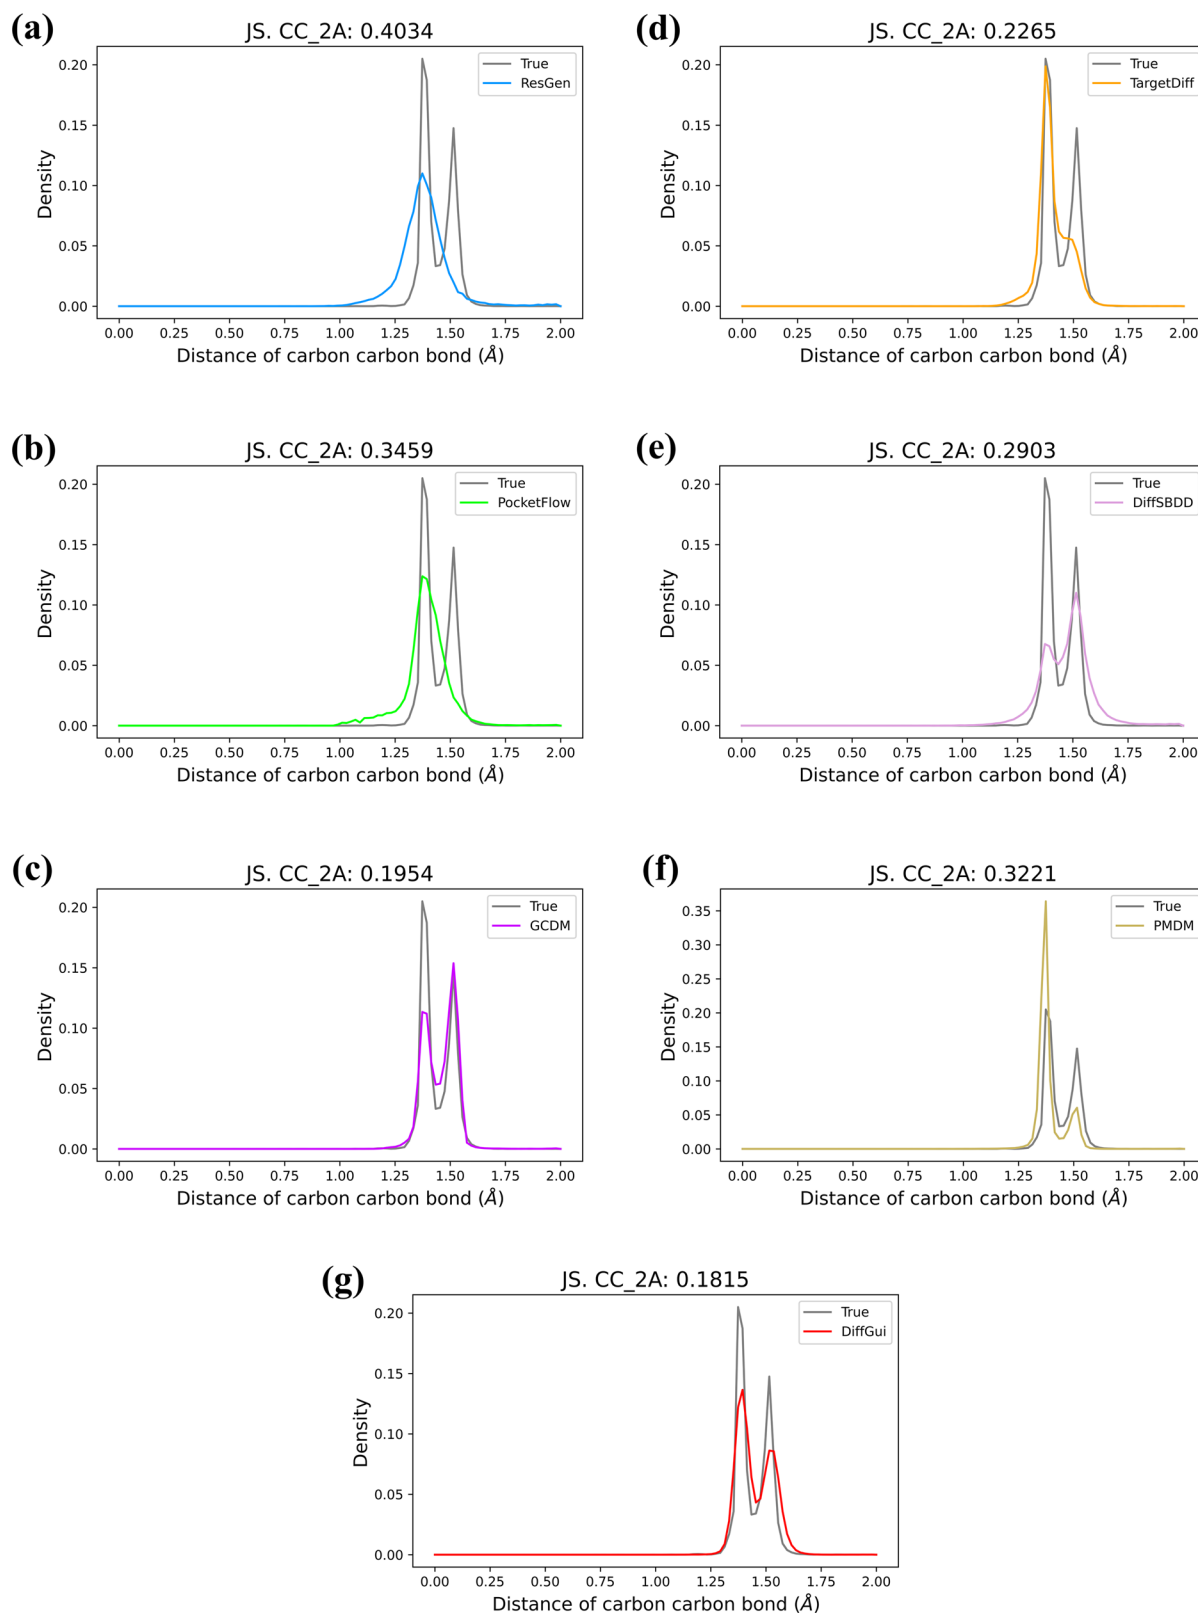 (a)
JS. CC_2A: 0.4034
True
ResGen
Density
0.20
0.15
0.10
0.05
0.00
0.00 0.25 0.50 0.75 1.00 1.25 1.50 1.75 2.00
Distance of carbon carbon bond (Å)
(d)
JS. CC_2A: 0.2265
True
TargetDiff
Density
0.20
0.15
0.10
0.05
0.00
0.00 0.25 0.50 0.75 1.00 1.25 1.50 1.75 2.00
Distance of carbon carbon bond (Å)
(b)
JS. CC_2A: 0.3459
True
PocketFlow
Density
0.20
0.15
0.10
0.05
0.00
0.00 0.25 0.50 0.75 1.00 1.25 1.50 1.75 2.00
Distance of carbon carbon bond (Å)
(e)
JS. CC_2A: 0.2903
True
DiffSBDD
Density
0.20
0.15
0.10
0.05
0.00
0.00 0.25 0.50 0.75 1.00 1.25 1.50 1.75 2.00
Distance of carbon carbon bond (Å)
(c)
JS. CC_2A: 0.1954
True
GCDM
Density
0.20
0.15
0.10
0.05
0.00
0.00 0.25 0.50 0.75 1.00 1.25 1.50 1.75 2.00
Distance of carbon carbon bond (Å)
(f)
JS. CC_2A: 0.3221
True
PMDM
Density
0.35
0.30
0.25
0.20
0.15
0.10
0.05
0.00
0.00 0.25 0.50 0.75 1.00 1.25 1.50 1.75 2.00
Distance of carbon carbon bond (Å)
(g)
JS. CC_2A: 0.1815
True
DiffGui
Density
0.20
0.15
0.10
0.05
0.00
0.00 0.25 0.50 0.75 1.00 1.25 1.50 1.75 2.00
Distance of carbon carbon bond (Å)